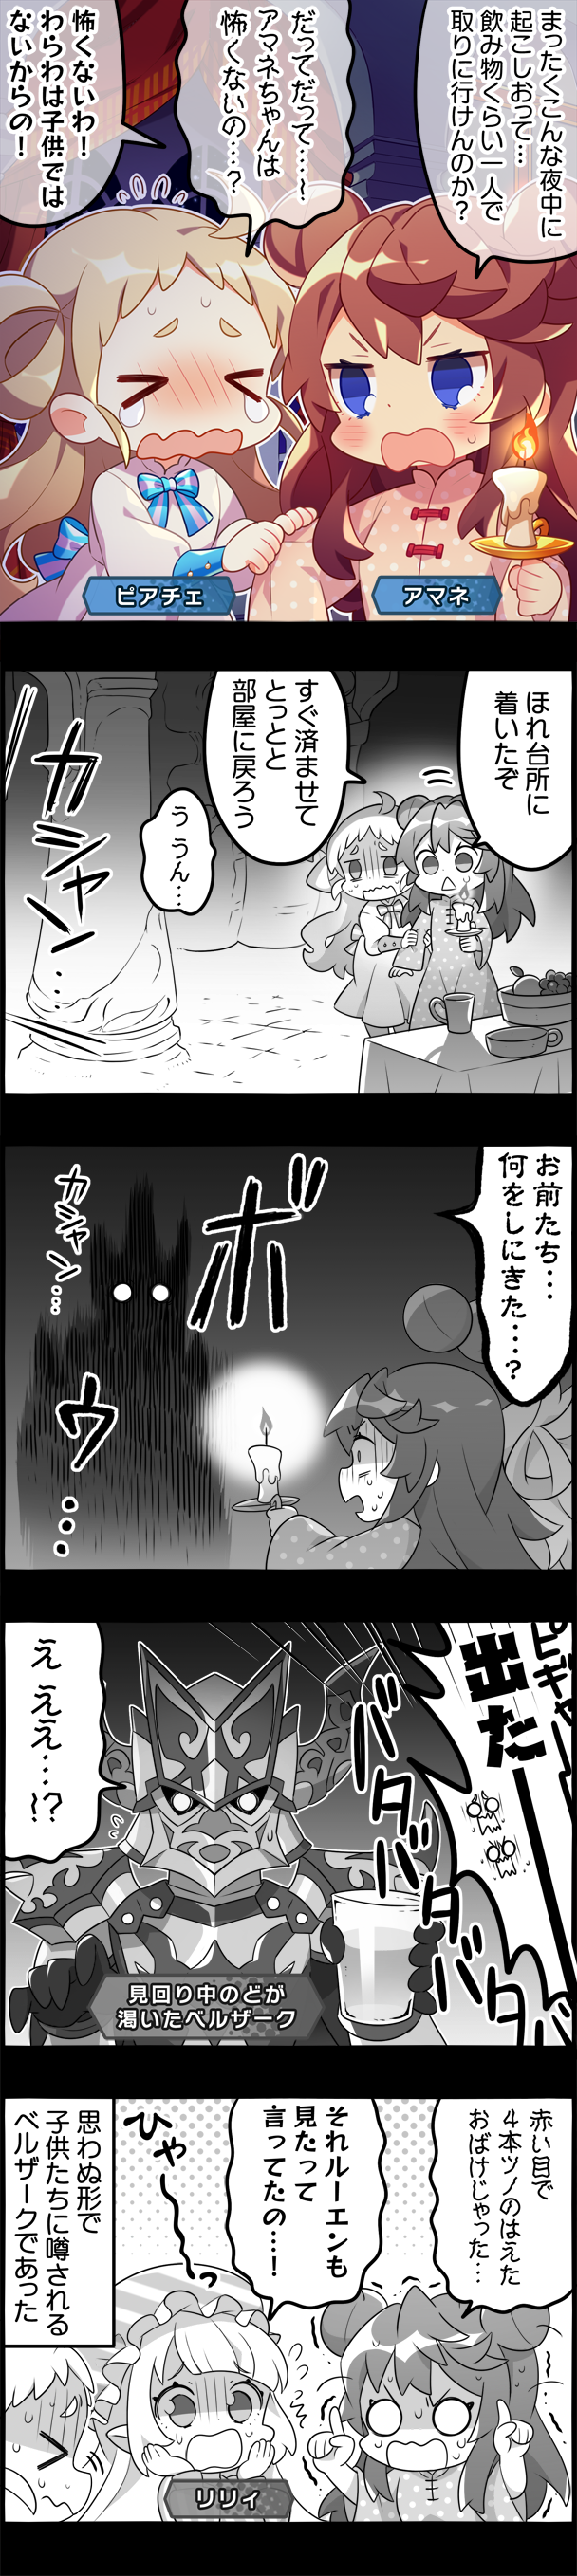 まったくこんな夜中に
起こしおって…
飲み物くらい一人で
取りに行けんのか？
だってだって……～
アマネちゃんは
怖くないの…？
怖くないわ！
わらわは子供では
ないからの！
ピアチェ
アマネ
ほれ台所に
着いたぞ
すぐ済ませて
とっとと
部屋に戻ろう
う うん…
カシャン…
お前たち…
何をしにきた…？
ボゥ…
カシャン…
ピギャー
出たーー
バタバタバタ
え ええ…～!?
見回り中のどが
渇いたベルザーク
赤い目で
4本ツノのはえた
おばけじゃった…
それルーエンも
見たって
言ってたの…！
ひゃ～～っ
思わぬ形で
子供たちに噂される
ベルザークであった
リリィ